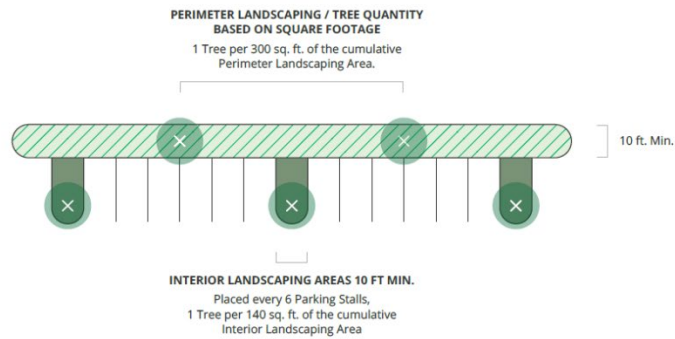 PERIMETER LANDSCAPING / TREE QUANTITY
BASED ON SQUARE FOOTAGE
1 Tree per 300 sq. ft. of the cumulative
Perimeter Landscaping Area.
10 ft. Min.
INTERIOR LANDSCAPING AREAS 10 FT MIN.
Placed every 6 Parking Stalls,
1 Tree per 140 sq. ft. of the cumulative
Interior Landscaping Area